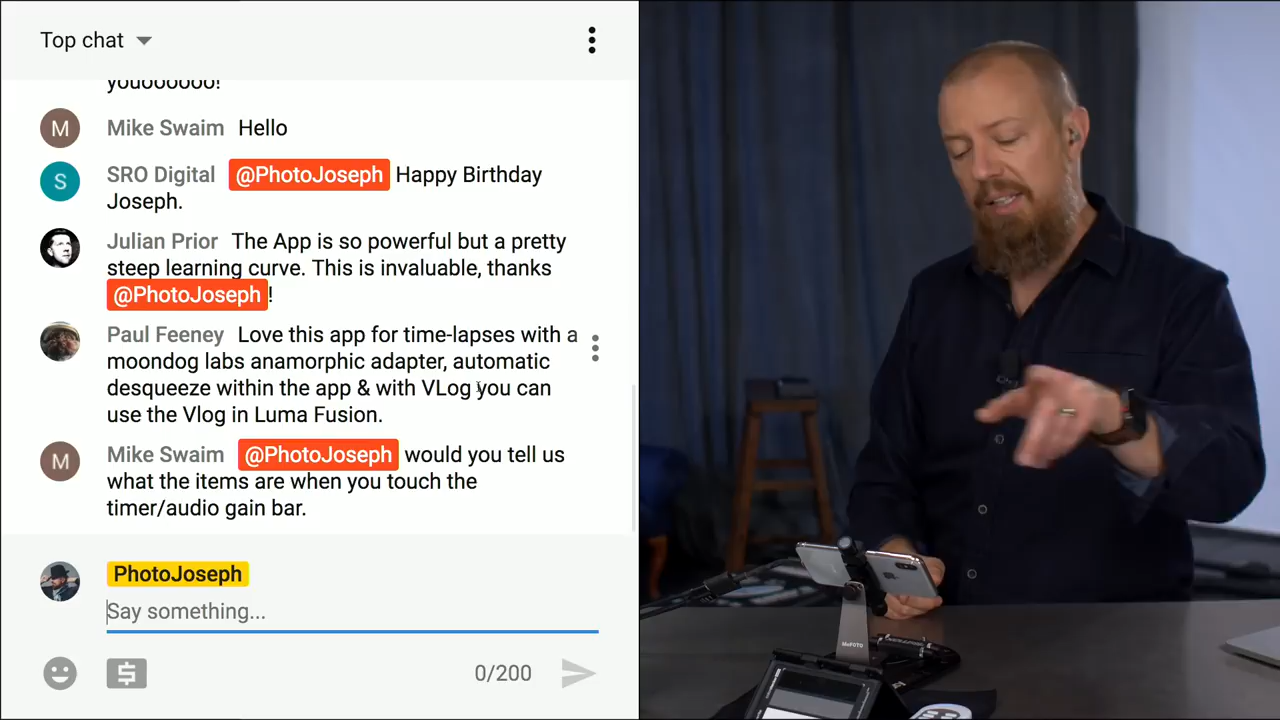 Top chat
youoooooo!
M Mike Swaim Hello
S SRO Digital @PhotoJoseph Happy Birthday
Joseph.
Julian Prior The App is so powerful but a pretty
steep learning curve. This is invaluable, thanks
@PhotoJoseph!
Paul Feeney Love this app for time-lapses with a
moondog labs anamorphic adapter, automatic
desqueeze within the app & with VLog you can
use the Vlog in Luma Fusion.
M Mike Swaim @PhotoJoseph would you tell us
what the items are when you touch the
timer/audio gain bar.
PhotoJoseph
Say something...
0/200
MeFOTO